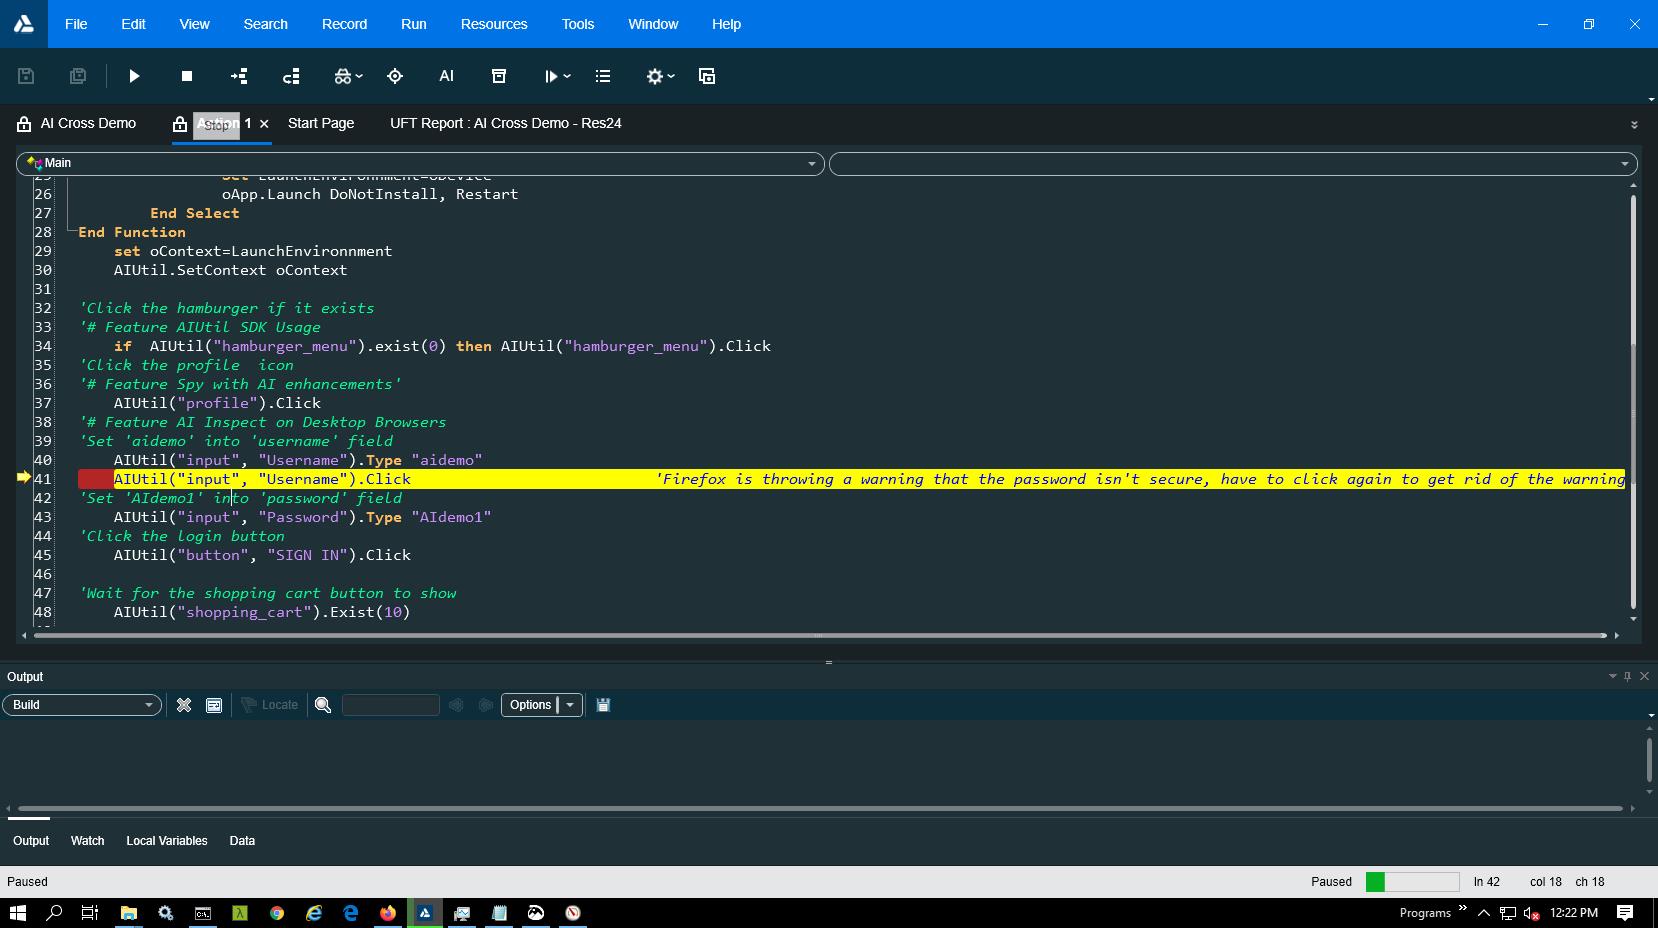 File Edit View Search Record Run Resources Tools Window Help
AI
AI Cross Demo Action 1 Stop Start Page UFT Report : AI Cross Demo - Res24
Main
25 Set LaunchEnvironnment=oDevice
26 oApp.Launch DoNotInstall, Restart
27 End Select
28 End Function
29 set oContext=LaunchEnvironnment
30 AIUtil.SetContext oContext
31
32 'Click the hamburger if it exists
33 '# Feature AIUtil SDK Usage
34 if AIUtil("hamburger_menu").exist(0) then AIUtil("hamburger_menu").Click
35 'Click the profile  icon
36 '# Feature Spy with AI enhancements'
37 AIUtil("profile").Click
38 '# Feature AI Inspect on Desktop Browsers
39 'Set 'aidemo' into 'username' field
40 AIUtil("input", "Username").Type "aidemo"
41 AIUtil("input", "Username").Click 'Firefox is throwing a warning that the password isn't secure, have to click again to get rid of the warning
42 'Set 'AIdemo1' into 'password' field
43 AIUtil("input", "Password").Type "AIdemo1"
44 'Click the login button
45 AIUtil("button", "SIGN IN").Click
46
47 'Wait for the shopping cart button to show
48 AIUtil("shopping_cart").Exist(10)
Output
Build Locate Options
Output Watch Local Variables Data
Paused Paused ln 42 col 18 ch 18
Programs 12:22 PM